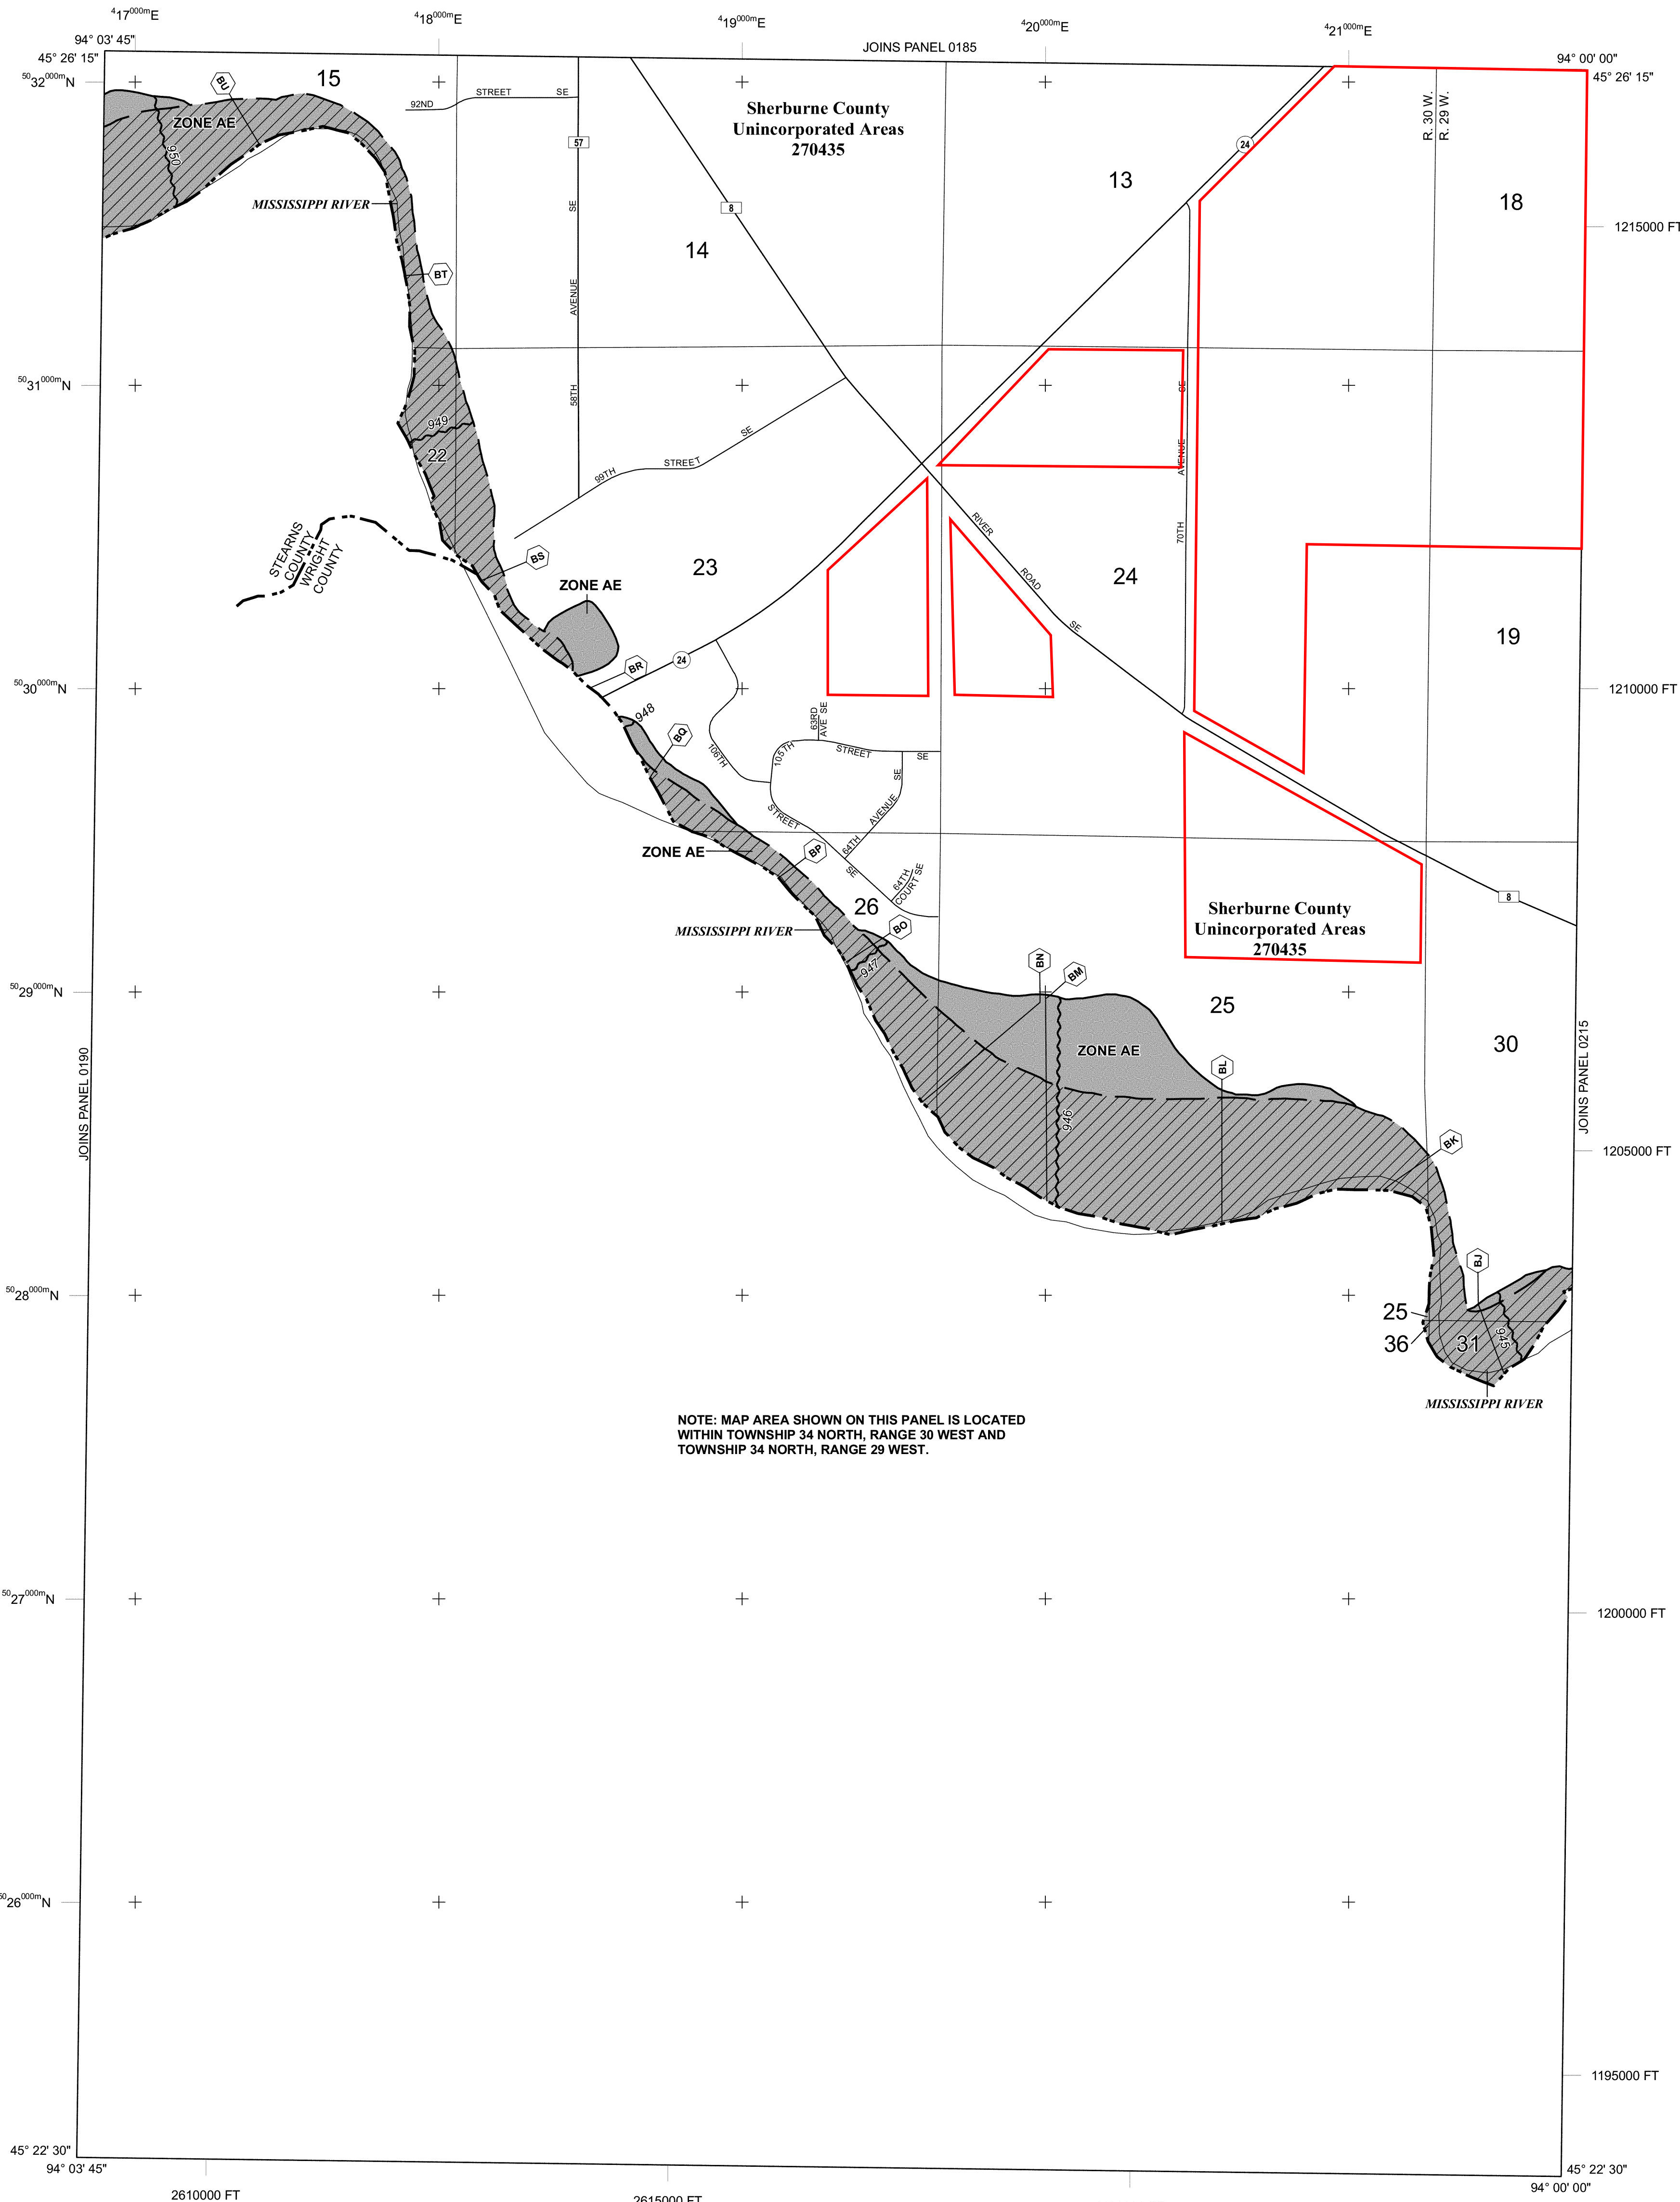 417000mE
418000mE
419000mE
420000mE
421000mE
94° 03' 45"
JOINS PANEL 0185
94° 00' 00"
45° 26' 15"
45° 26' 15"
5032000mN
15
BU
92ND STREET SE
ZONE AE
950
57
Sherburne County
Unincorporated Areas
270435
R. 30 W.
R. 29 W.
24
13
18
MISSISSIPPI RIVER
8
1215000 FT
14
BT
58TH AVENUE SE
5031000mN
949
22
99TH STREET SE
70TH AVENUE SE
STEARNS
COUNTY
WRIGHT
COUNTY
BS
23
ZONE AE
RIVER ROAD SE
24
19
BR
24
5030000mN
1210000 FT
948
BQ
106TH
63RD
AVE SE
105TH STREET SE
STREET SE
64TH AVENUE SE
ZONE AE
BP
64TH
COURT SE
26
8
Sherburne County
Unincorporated Areas
270435
MISSISSIPPI RIVER
BO
947
BN
BM
5029000mN
25
30
ZONE AE
BL
946
JOINS PANEL 0190
JOINS PANEL 0215
BK
1205000 FT
BJ
5028000mN
25
36
31
945
MISSISSIPPI RIVER
NOTE: MAP AREA SHOWN ON THIS PANEL IS LOCATED
WITHIN TOWNSHIP 34 NORTH, RANGE 30 WEST AND
TOWNSHIP 34 NORTH, RANGE 29 WEST.
5027000mN
1200000 FT
5026000mN
1195000 FT
45° 22' 30"
94° 03' 45"
45° 22' 30"
94° 00' 00"
2610000 FT
2615000 FT